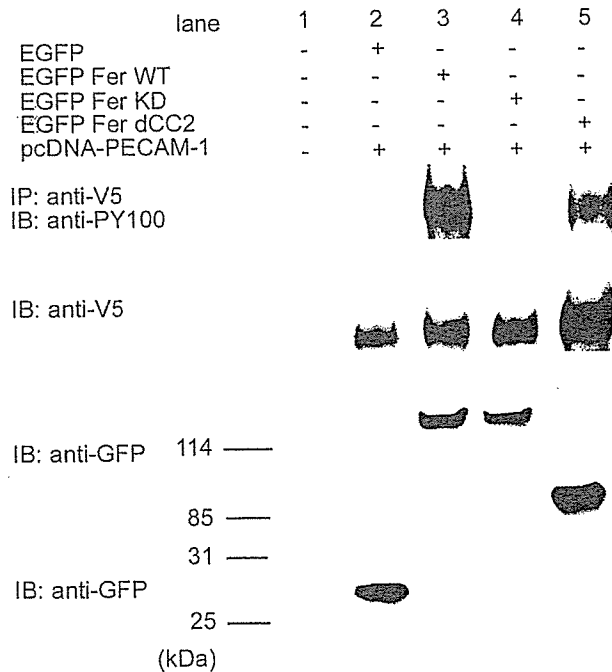 lane 1 2 3 4 5
EGFP - + - - -
EGFP Fer WT - - + - -
EGFP Fer KD - - - + -
EGFP Fer dCC2 - - - - +
pcDNA-PECAM-1 - + + + +
IP: anti-V5
IB: anti-PY100
IB: anti-V5
IB: anti-GFP 114
85
31
IB: anti-GFP
25
(kDa)